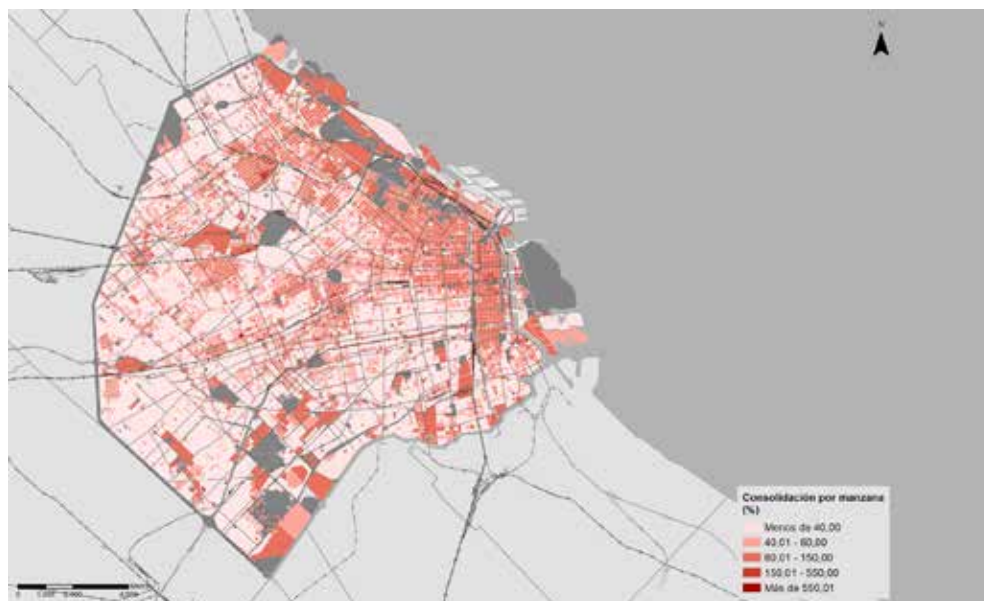 N
Consolidación por manzana
(%)
Menos de 40,00
40,01 - 60,00
60,01 - 150,00
150,01 - 550,00
Más de 550,01
0